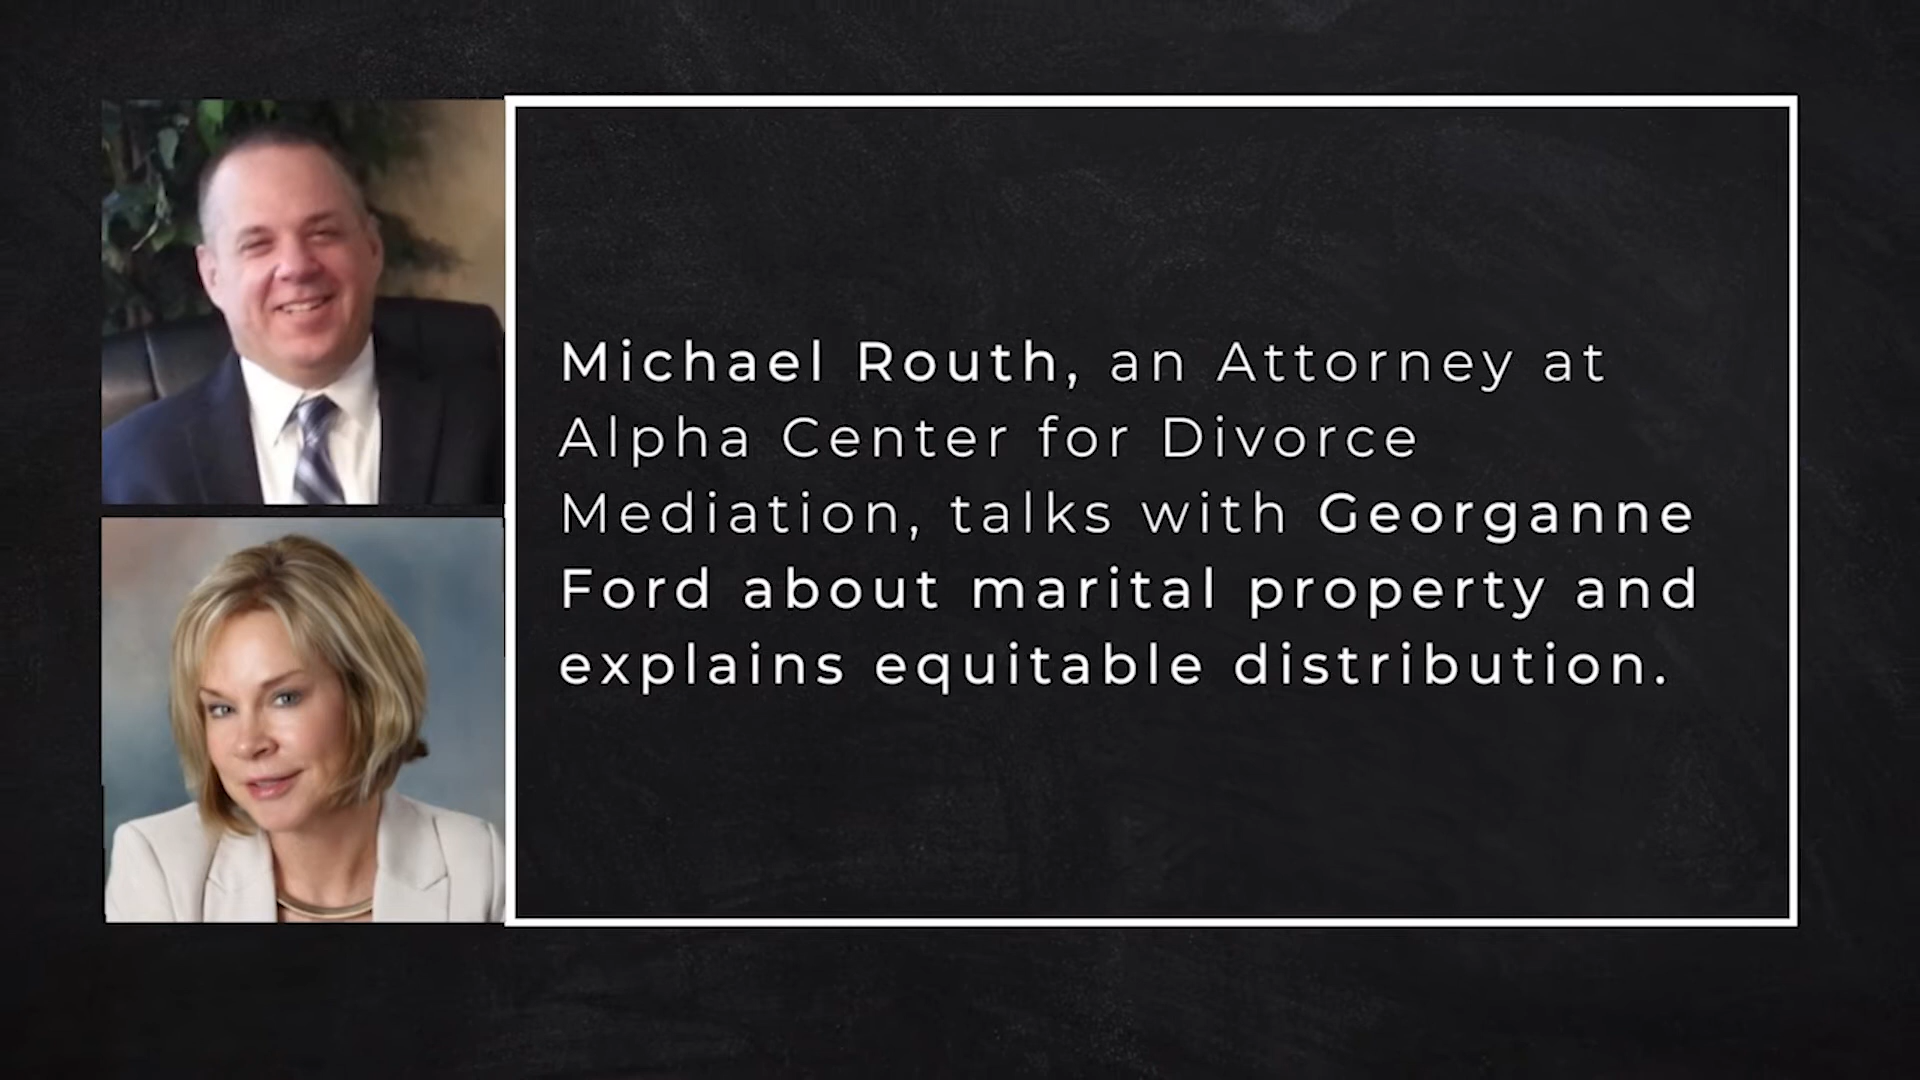 Michael Routh, an Attorney at
Alpha Center for Divorce
Mediation, talks with Georganne
Ford about marital property and
explains equitable distribution.